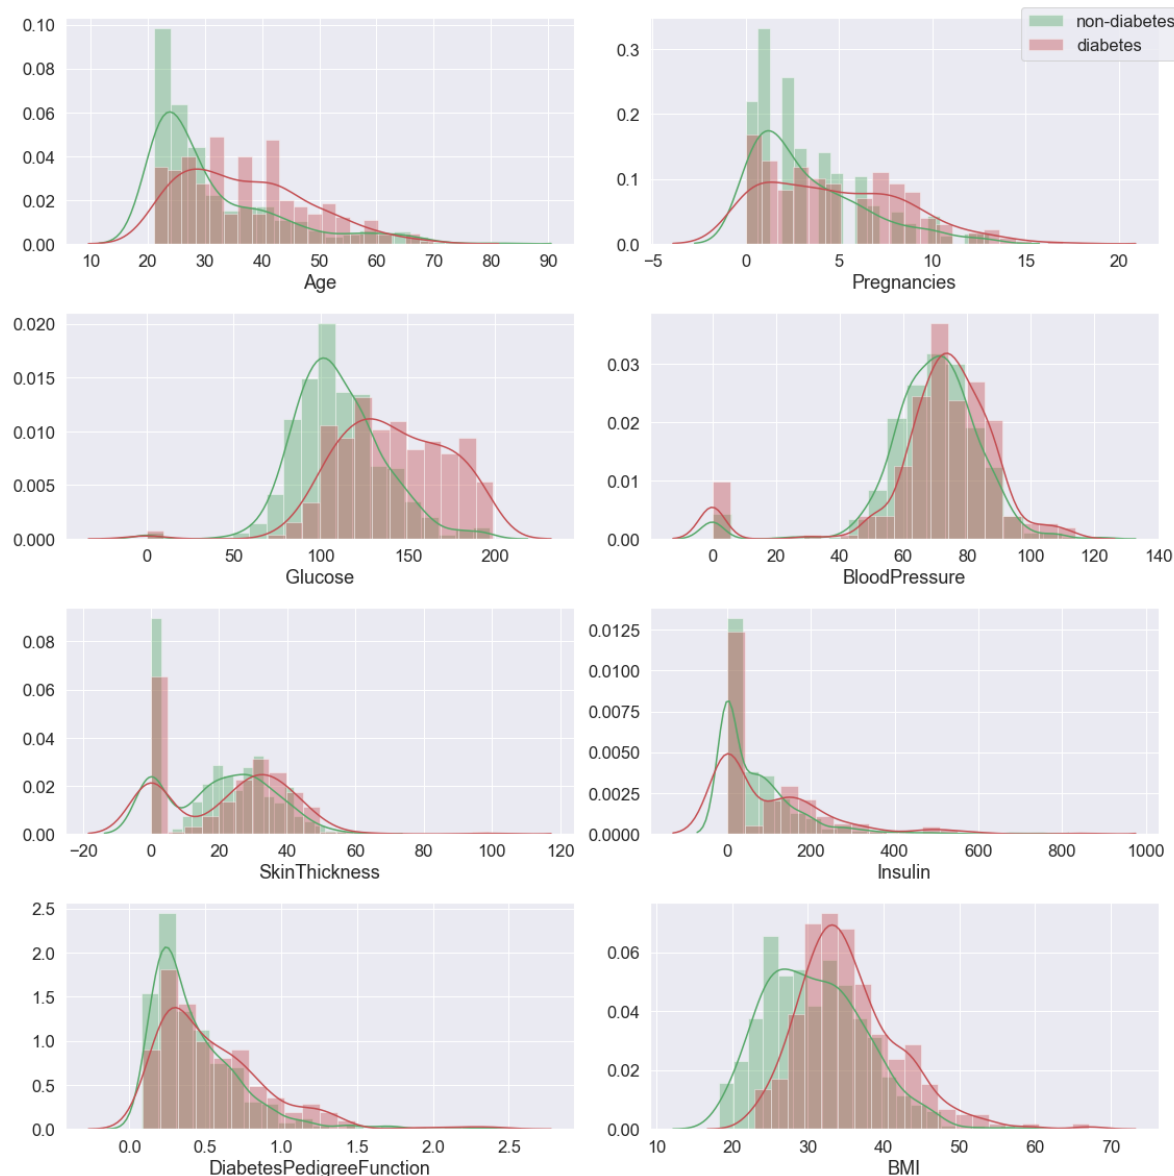 non-diabetes
diabetes
0.10
0.08
0.06
0.04
0.02
0.00
10 20 30 40 50 60 70 80 90
Age
0.3
0.2
0.1
0.0
−5 0 5 10 15 20
Pregnancies
0.020
0.015
0.010
0.005
0.000
0 50 100 150 200
Glucose
0.03
0.02
0.01
0.00
0 20 40 60 80 100 120 140
BloodPressure
0.08
0.06
0.04
0.02
0.00
−20 0 20 40 60 80 100 120
SkinThickness
0.0125
0.0100
0.0075
0.0050
0.0025
0.0000
0 200 400 600 800 1000
Insulin
2.5
2.0
1.5
1.0
0.5
0.0
0.0 0.5 1.0 1.5 2.0 2.5
DiabetesPedigreeFunction
0.06
0.04
0.02
0.00
10 20 30 40 50 60 70
BMI